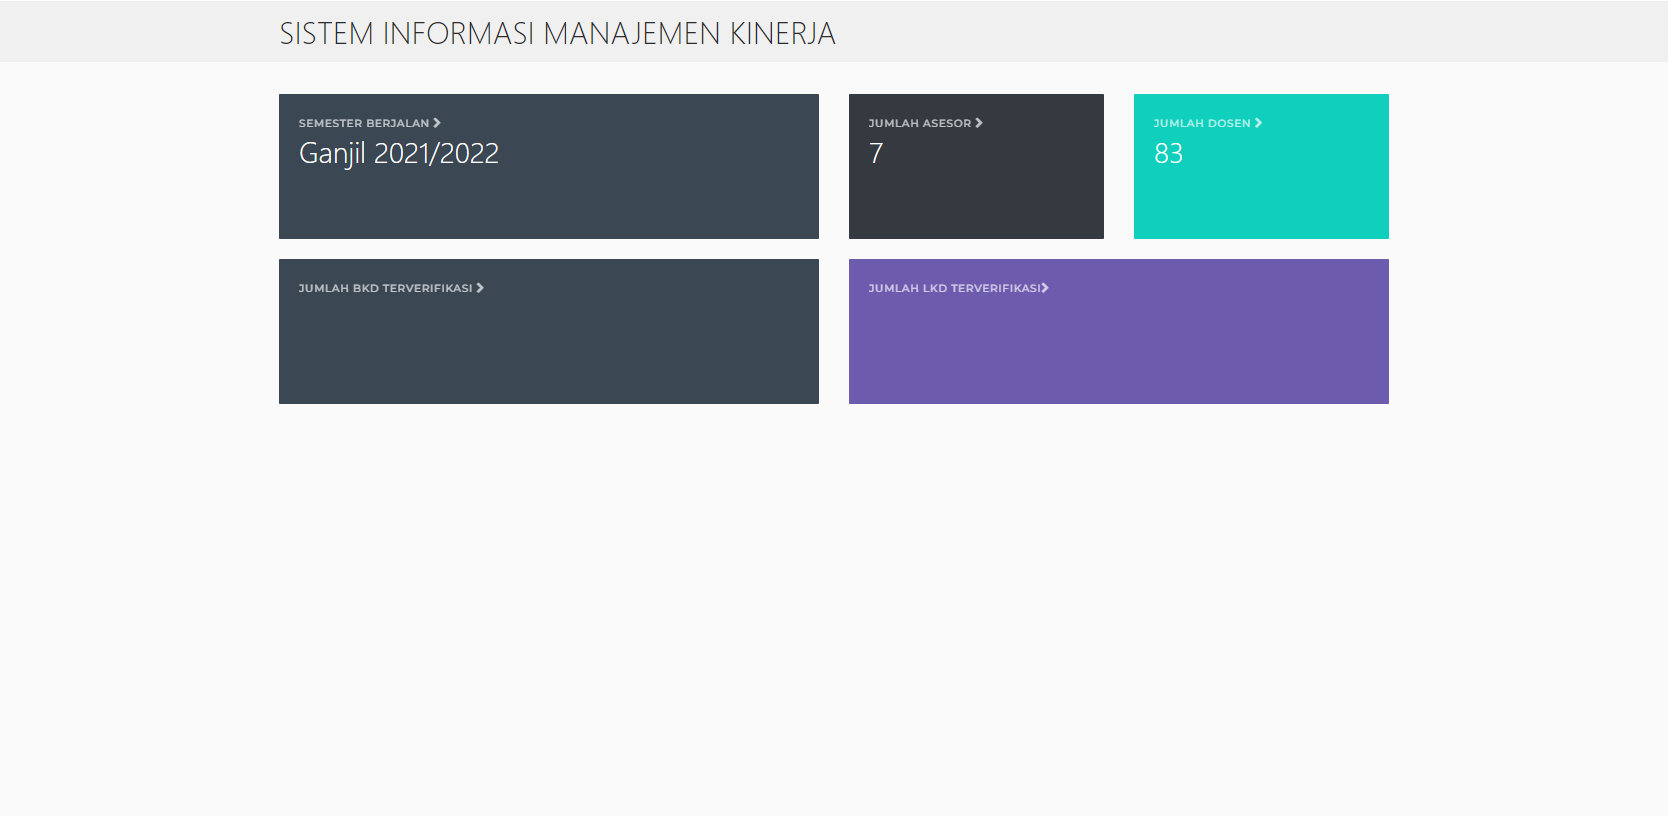 SISTEM INFORMASI MANAJEMEN KINERJA
SEMESTER BERJALAN
Ganjil 2021/2022
JUMLAH ASESOR
7
JUMLAH DOSEN
83
JUMLAH BKD TERVERIFIKASI
JUMLAH LKD TERVERIFIKASI